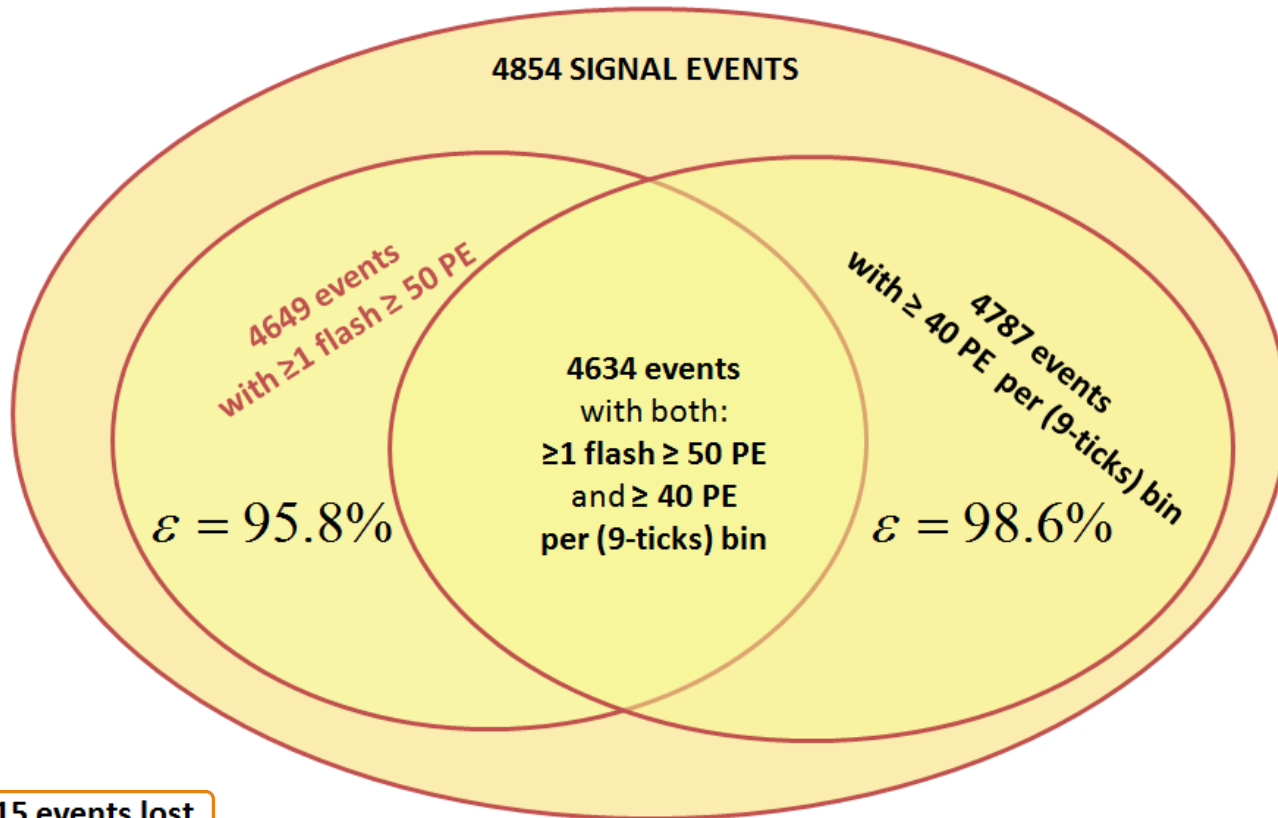 4854 SIGNAL EVENTS
4649 events
with ≥1 flash ≥ 50 PE
4787 events
with ≥ 40 PE per (9-ticks) bin
4634 events
with both:
≥1 flash ≥ 50 PE
and ≥ 40 PE
per (9-ticks) bin
ε = 95.8%
ε = 98.6%
15 events lost